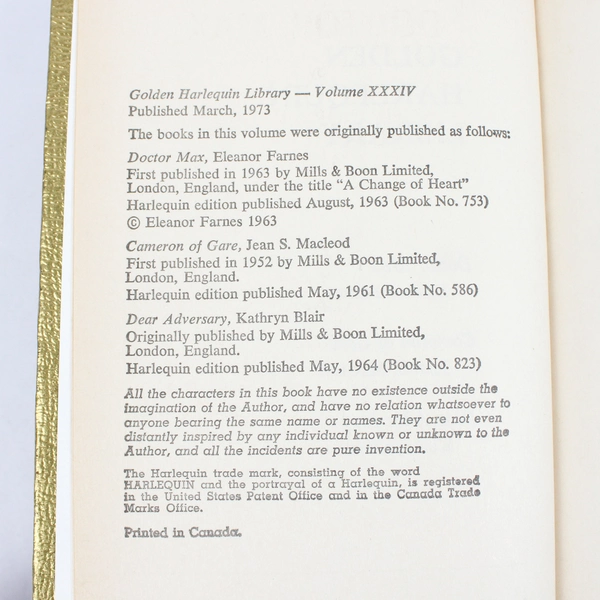 Golden Harlequin Library — Volume XXXIV
Published March, 1973
The books in this volume were originally published as follows:
Doctor Max, Eleanor Farnes
First published in 1963 by Mills & Boon Limited,
London, England, under the title "A Change of Heart"
Harlequin edition published August, 1963 (Book No. 753)
© Eleanor Farnes 1963
Cameron of Gare, Jean S. Macleod
First published in 1952 by Mills & Boon Limited,
London, England.
Harlequin edition published May, 1961 (Book No. 586)
Dear Adversary, Kathryn Blair
Originally published by Mills & Boon Limited,
London, England.
Harlequin edition published May, 1964 (Book No. 823)
All the characters in this book have no existence outside the
imagination of the Author, and have no relation whatsoever to
anyone bearing the same name or names. They are not even
distantly inspired by any individual known or unknown to the
Author, and all the incidents are pure invention.
The Harlequin trade mark, consisting of the word
HARLEQUIN and the portrayal of a Harlequin, is registered
in the United States Patent Office and in the Canada Trade
Marks Office.
Printed in Canada.